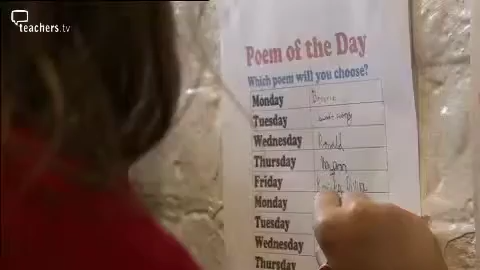 teachers.tv
Poem of the Day
Which poem will you choose?
Monday
Tuesday
Wednesday Ronald
Thursday
Friday
Monday
Tuesday
Wednesday
Thursday